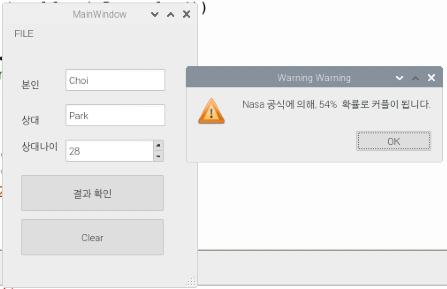 MainWindow
FILE
본인
Choi
상대
Park
상대나이
28
결과 확인
Clear
Warning Warning
Nasa 공식에 의해, 54% 확률로 커플이 됩니다.
OK